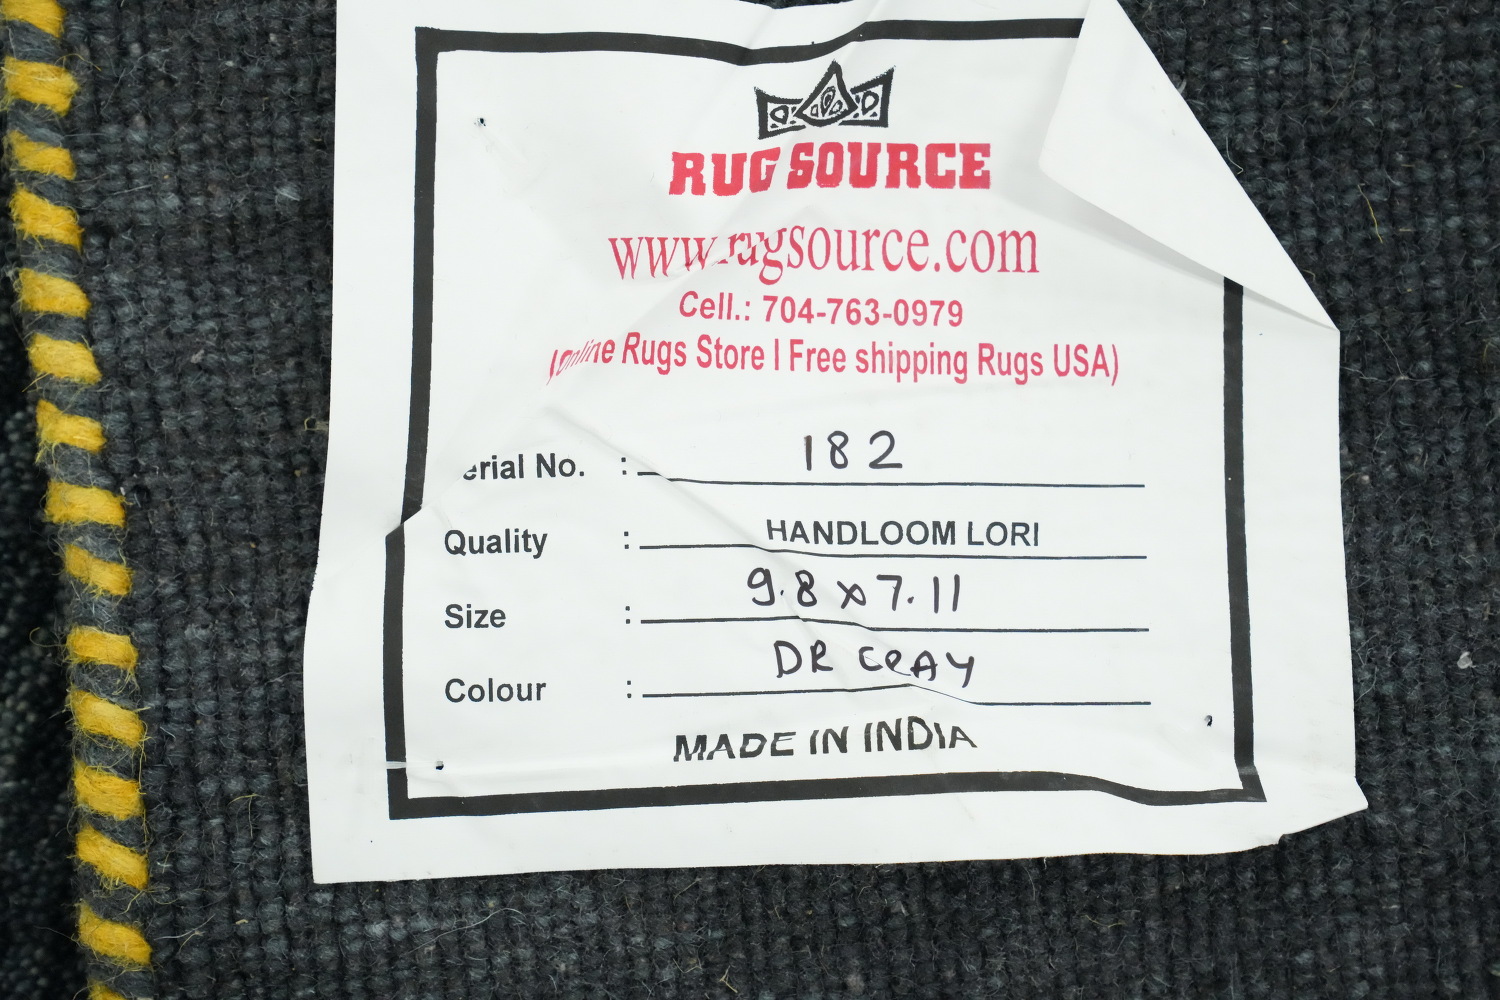 RUG SOURCE
www.rugsource.com
Cell.: 704-763-0979
(Online Rugs Store I Free shipping Rugs USA)
erial No. : 182
Quality : HANDLOOM LORI
Size : 9.8 x 7.11
Colour : DR GRAY
MADE IN INDIA